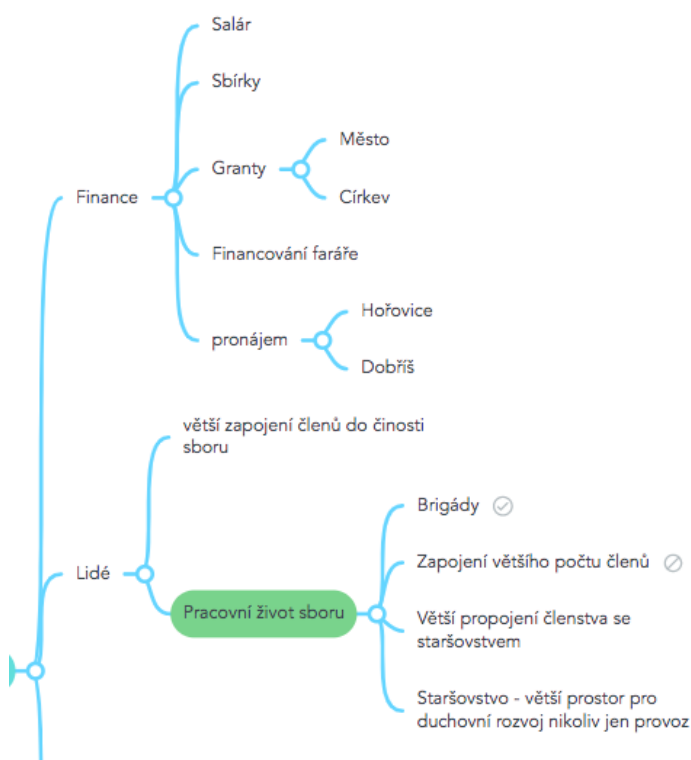 Salár
Sbírky
Granty
Město
Církev
Finance
Financování faráře
pronájem
Hořovice
Dobříš
větší zapojení členů do činosti
sboru
Lidé
Pracovní život sboru
Brigády
Zapojení většího počtu členů
Větší propojení členstva se
staršovstvem
Staršovstvo - větší prostor pro
duchovní rozvoj nikoliv jen provoz